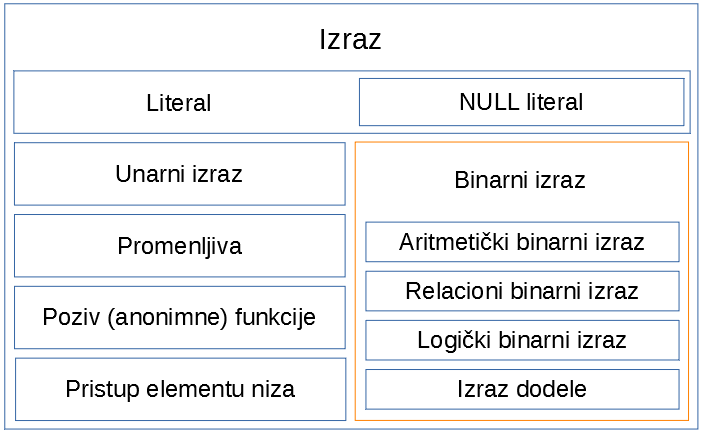 Izraz
Literal
NULL literal
Unarni izraz
Promenljiva
Poziv (anonimne) funkcije
Pristup elementu niza
Binarni izraz
Aritmetički binarni izraz
Relacioni binarni izraz
Logički binarni izraz
Izraz dodele